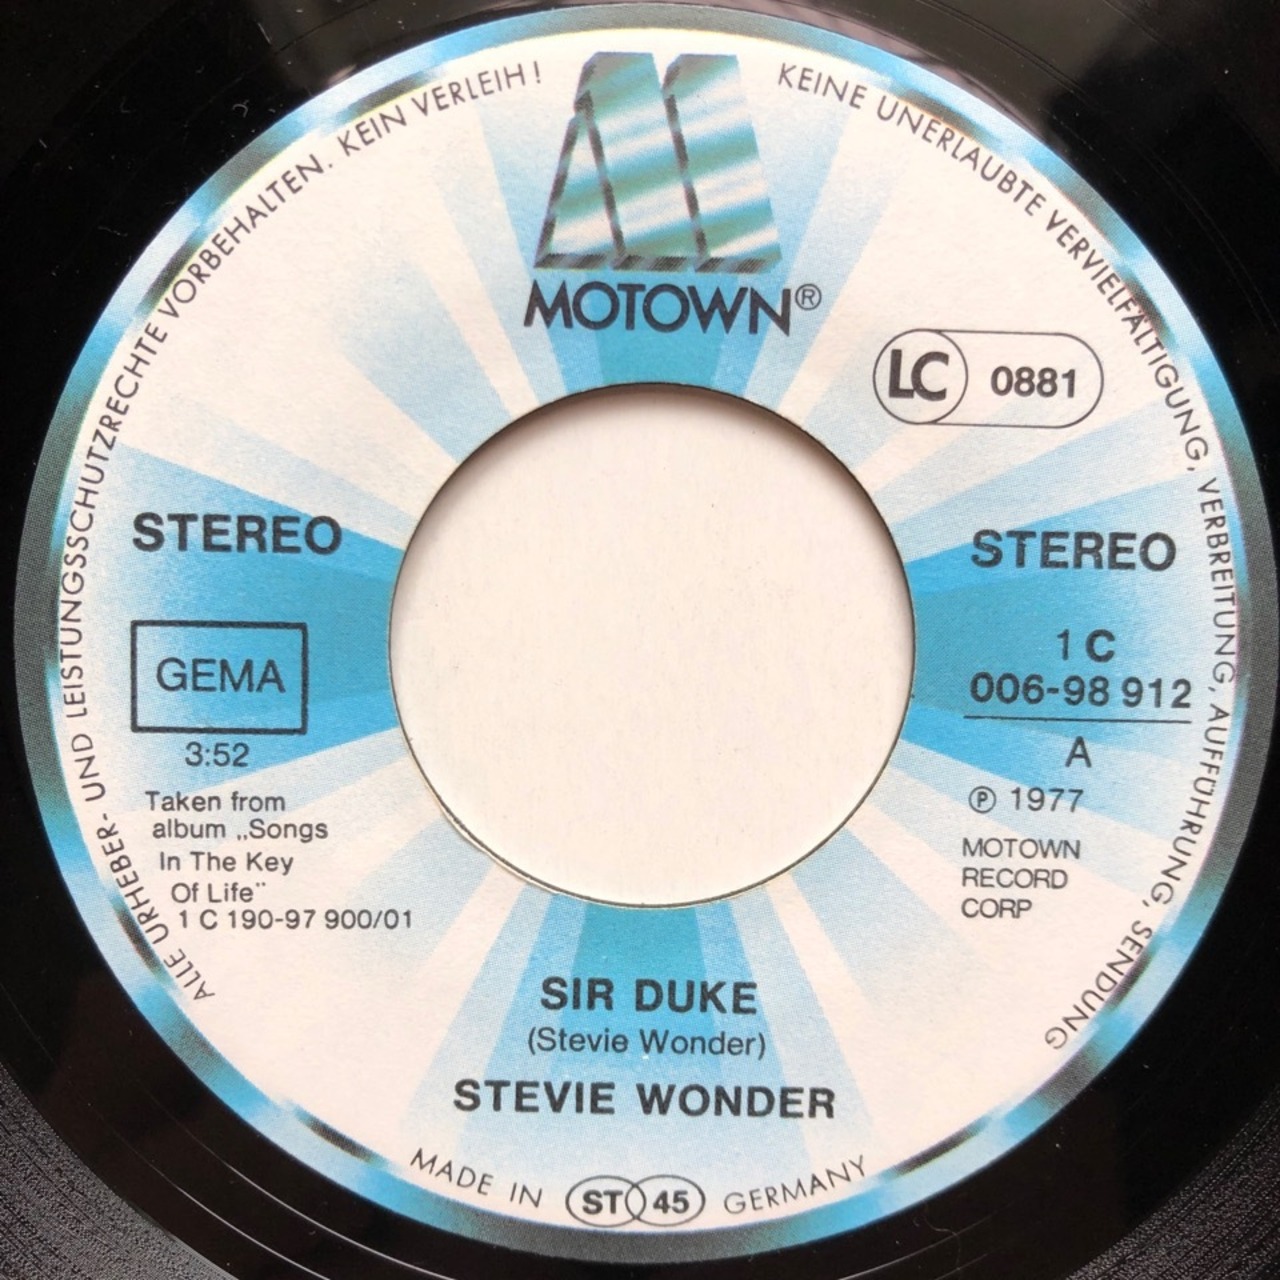 ALLE URHEBER- UND LEISTUNGSSCHUTZRECHTE VORBEHALTEN. KEIN VERLEIH!
KEINE UNERLAUBTE VERVIELFÄLTIGUNG, VERBREITUNG, AUFFÜHRUNG, SENDUNG
MOTOWN®
LC 0881
STEREO
GEMA
3:52
Taken from
album „Songs
In The Key
Of Life"
1 C 190-97 900/01
STEREO
1 C
006-98 912
A
℗ 1977
MOTOWN
RECORD
CORP
SIR DUKE
(Stevie Wonder)
STEVIE WONDER
MADE IN ST 45 GERMANY